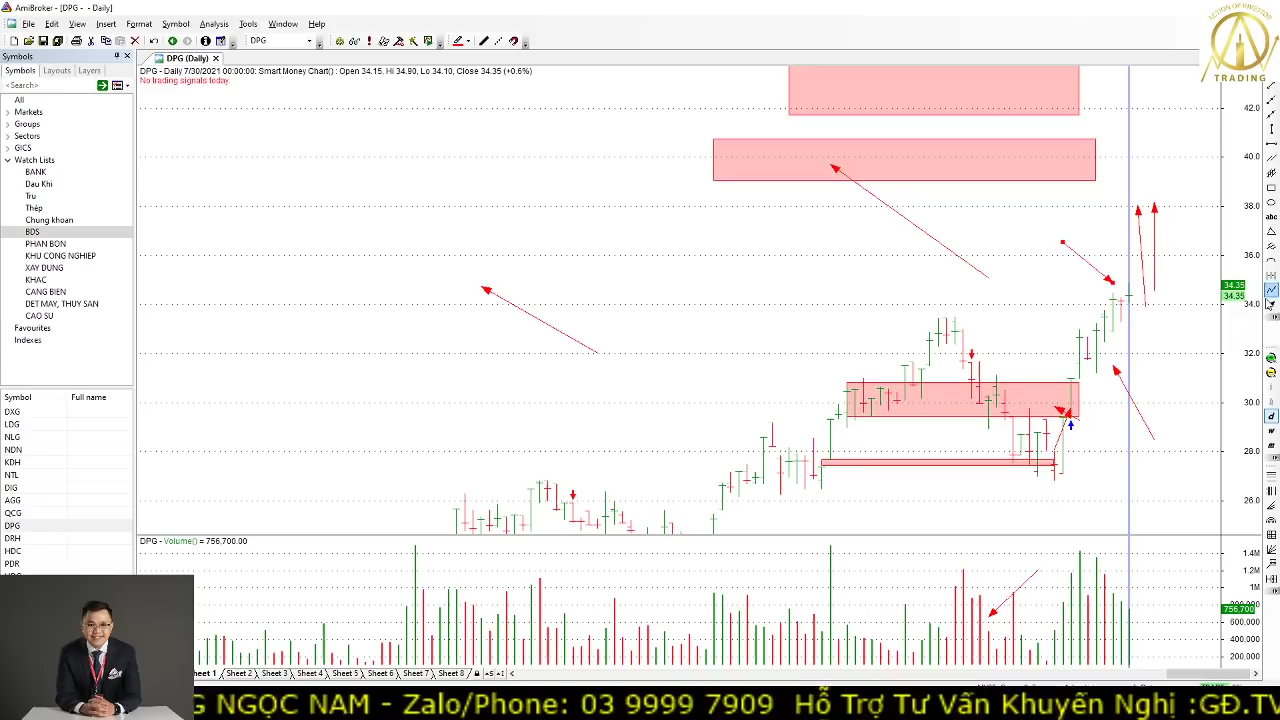 AmiBroker - [DPG - - Daily]
File Edit View Insert Format Symbol Analysis Tools Window Help
DPG
Symbols
Symbols Layouts Layers
<Search>
All
Markets
Groups
Sectors
GICS
Watch Lists
BANK
Dau Khi
Tru
Thép
Chung khoan
BDS
PHAN BON
KHU CONG NGHIEP
XAY DUNG
KHAC
CANG BIEN
DET MAY, THUY SAN
CAO SU
Favourites
Indexes
Symbol Full name
DXG
LDG
NLG
NDN
KDH
NTL
DIG
AGG
QCG
DPG
DRH
HDC
PDR
DPG (Daily)
DPG - Daily 7/30/2021 00:00:00: Smart Money Chart() : Open 34.15, Hi 34.90, Lo 34.10, Close 34.35 (+0.6%)
No trading signals today.
42.0
40.0
38.0
36.0
34.35
34.35
34.0
32.0
30.0
28.0
26.0
DPG - Volume() = 756,700.00
1.4M
1.2M
1.0M
756,700
600,000
400,000
200,000
Sheet 2 Sheet 3 Sheet 4 Sheet 5 Sheet 6 Sheet 7 Sheet 8
ACTION OF INVESTOR
TRADING
abc
d
w
m
G NGỌC NAM - Zalo/Phone: 03 9999 7909 Hỗ Trợ Tư Vấn Khuyến Nghị :GĐ.TV